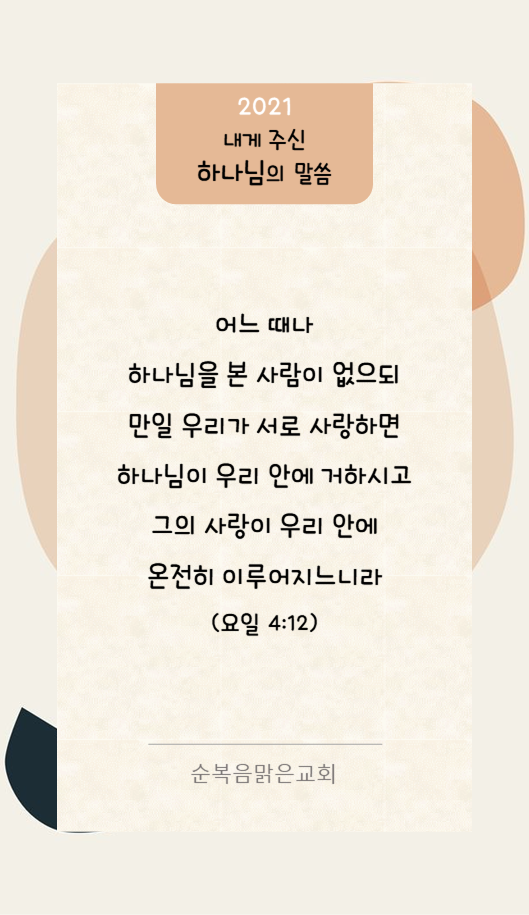 2021
내게 주신
하나님의 말씀
어느 때나
하나님을 본 사람이 없으되
만일 우리가 서로 사랑하면
하나님이 우리 안에 거하시고
그의 사랑이 우리 안에
온전히 이루어지느니라
(요일 4:12)
순복음맑은교회